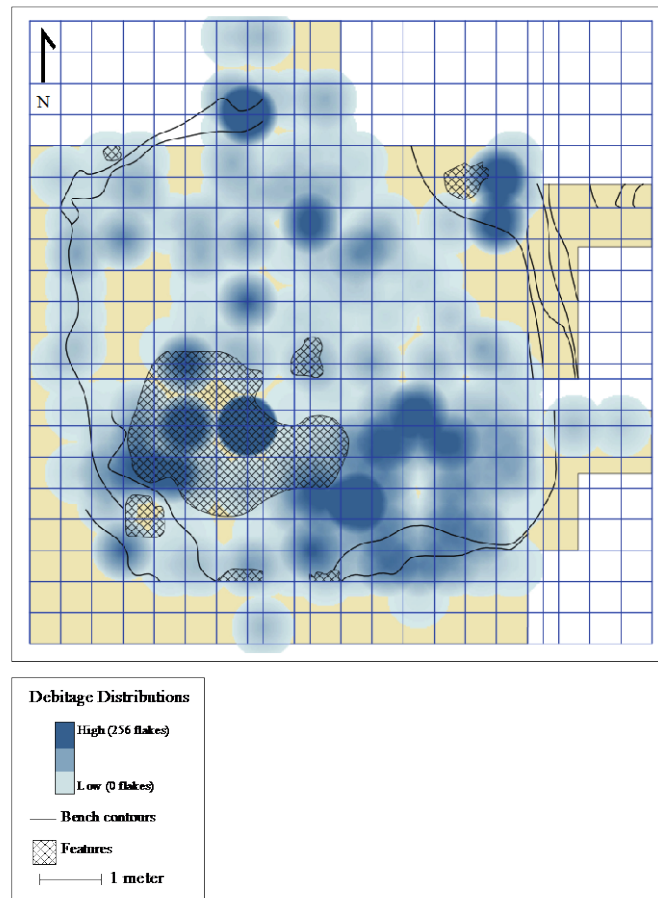 N
Debitage Distributions
High (256 flakes)
Low (0 flakes)
Bench contours
Features
1 meter